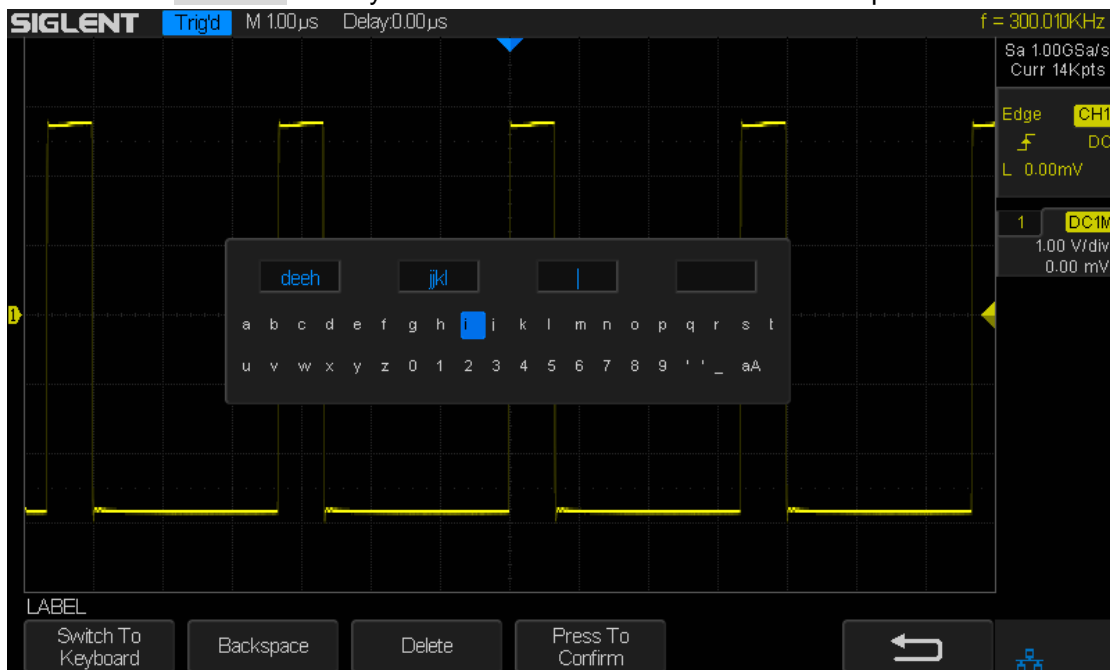 SIGLENT Trig'd M 1.00µs Delay:0.00µs f = 300.010KHz
Sa 1.00GSa/s
Curr 14Kpts
Edge CH1
DC
L 0.00mV
1 DC1M
1.00 V/div
0.00 mV
deeh jjkl
1
a b c d e f g h i j k l m n o p q r s t
u v w x y z 0 1 2 3 4 5 6 7 8 9 ' ' _ aA
LABEL
Switch To
Keyboard
Backspace
Delete
Press To
Confirm